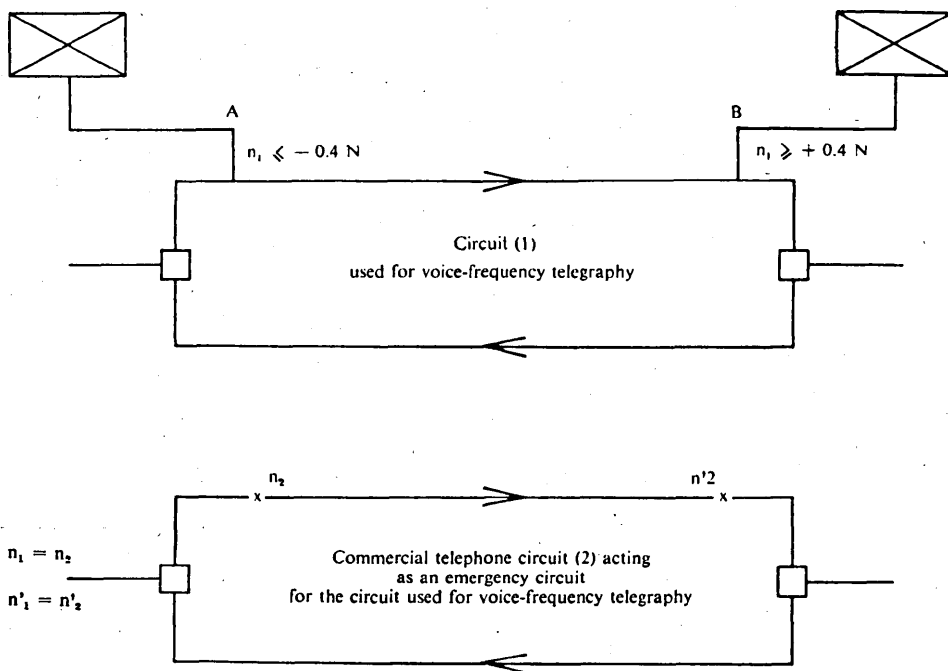 A
B
n₁ ⩽ − 0.4 N
n₁ ⩾ + 0.4 N
Circuit (1)
used for voice-frequency telegraphy
n₂
n'2
n₁ = n₂
n'₁ = n'₂
Commercial telephone circuit (2) acting
as an emergency circuit
for the circuit used for voice-frequency telegraphy